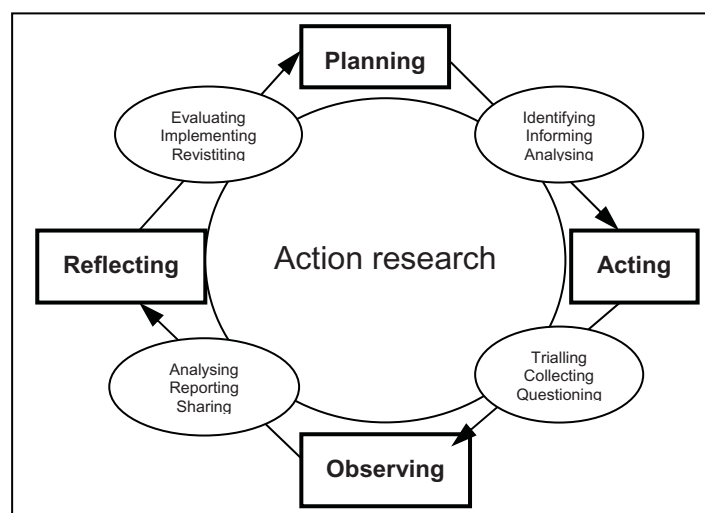 Planning
Evaluating
Implementing
Revistiting
Identifying
Informing
Analysing
Reflecting
Action research
Acting
Analysing
Reporting
Sharing
Trialling
Collecting
Questioning
Observing